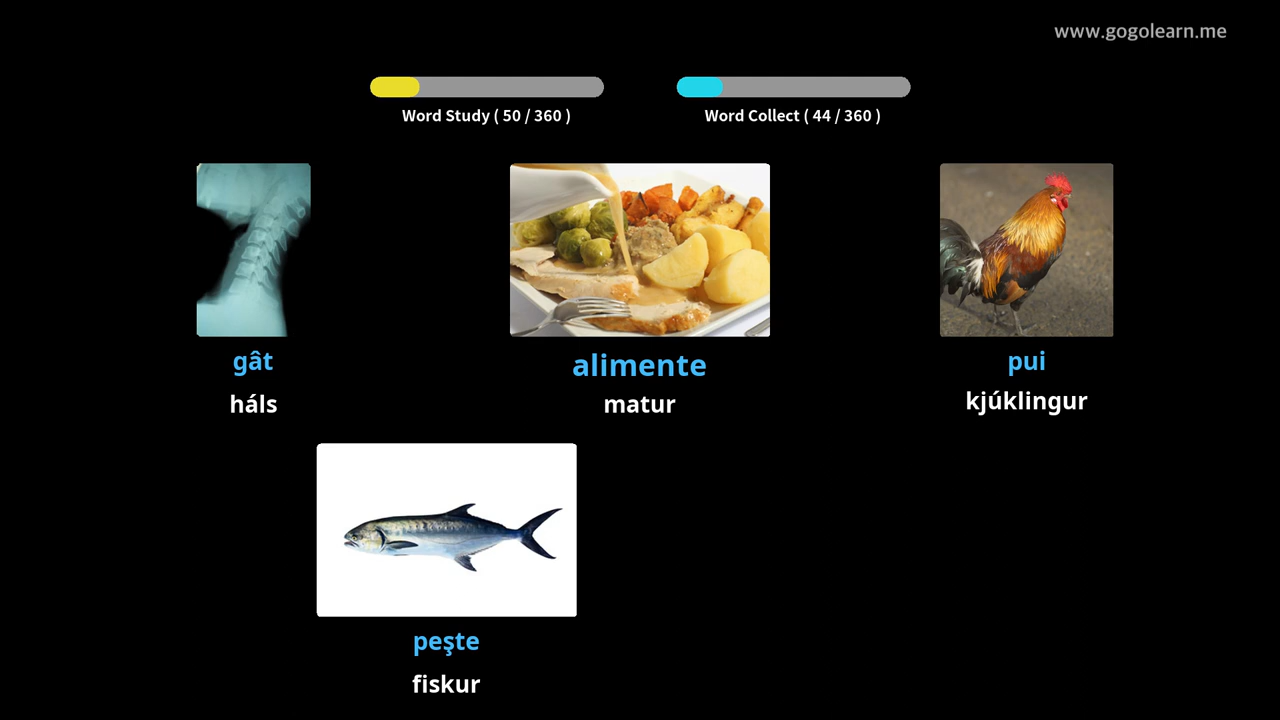 www.gogolearn.me
Word Study ( 50 / 360 )
Word Collect ( 44 / 360 )
gât
alimente
pui
háls
matur
kjúklingur
peşte
fiskur